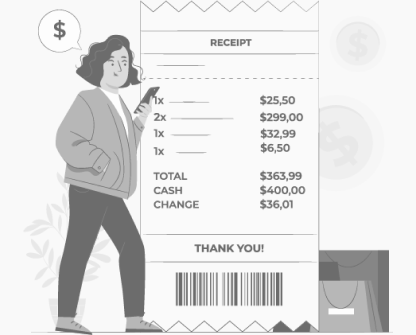 $
RECEIPT
1x $25,50
2x $299,00
1x $32,99
1x $6,50
TOTAL $363,99
CASH $400,00
CHANGE $36,01
THANK YOU!
$
$